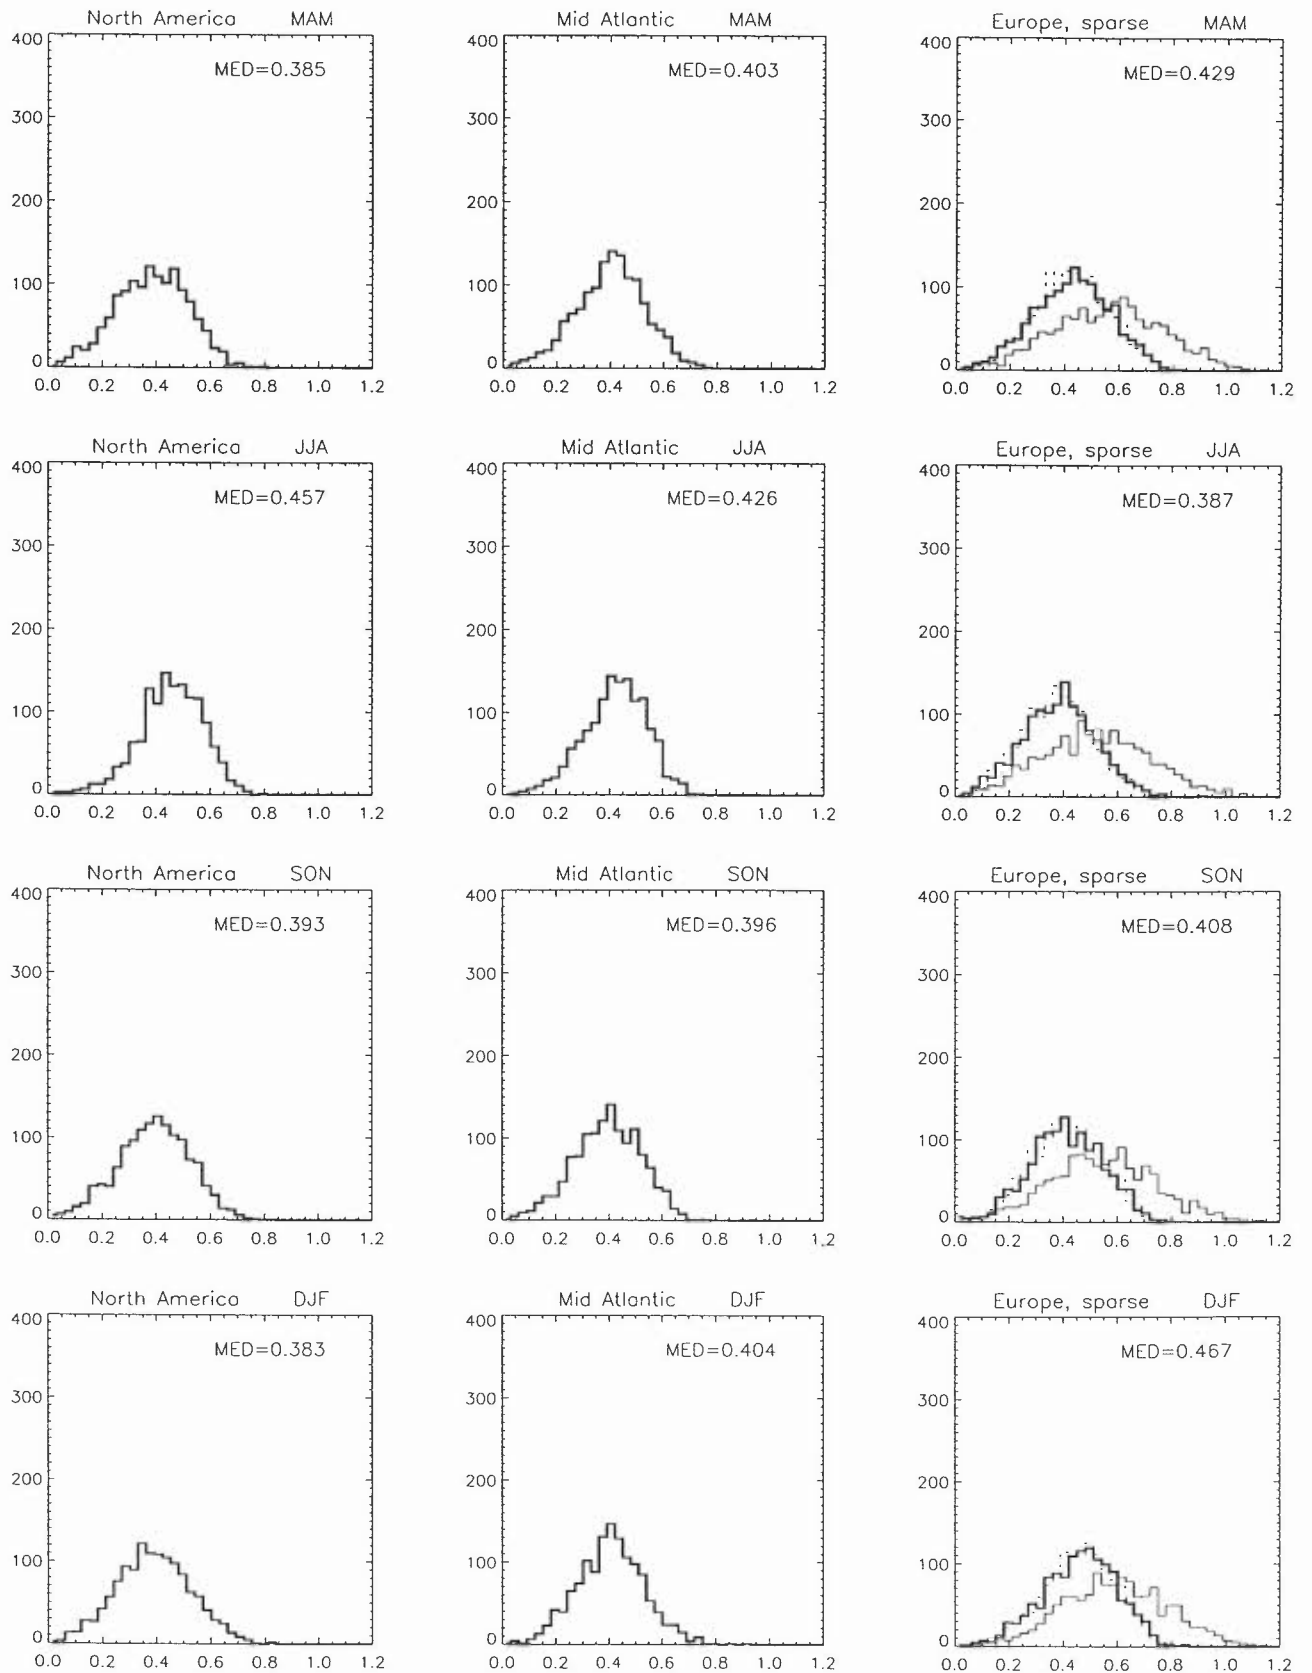 North America MAM
Mid Atlantic MAM
Europe, sparse MAM
400
300
200
100
0
MED=0.385
0.0 0.2 0.4 0.6 0.8 1.0 1.2
400
300
200
100
0
MED=0.403
0.0 0.2 0.4 0.6 0.8 1.0 1.2
400
300
200
100
0
MED=0.429
0.0 0.2 0.4 0.6 0.8 1.0 1.2
North America JJA
Mid Atlantic JJA
Europe, sparse JJA
400
300
200
100
0
MED=0.457
0.0 0.2 0.4 0.6 0.8 1.0 1.2
400
300
200
100
0
MED=0.426
0.0 0.2 0.4 0.6 0.8 1.0 1.2
400
300
200
100
0
MED=0.387
0.0 0.2 0.4 0.6 0.8 1.0 1.2
North America SON
Mid Atlantic SON
Europe, sparse SON
400
300
200
100
0
MED=0.393
0.0 0.2 0.4 0.6 0.8 1.0 1.2
400
300
200
100
0
MED=0.396
0.0 0.2 0.4 0.6 0.8 1.0 1.2
400
300
200
100
0
MED=0.408
0.0 0.2 0.4 0.6 0.8 1.0 1.2
North America DJF
Mid Atlantic DJF
Europe, sparse DJF
400
300
200
100
0
MED=0.383
0.0 0.2 0.4 0.6 0.8 1.0 1.2
400
300
200
100
0
MED=0.404
0.0 0.2 0.4 0.6 0.8 1.0 1.2
400
300
200
100
0
MED=0.467
0.0 0.2 0.4 0.6 0.8 1.0 1.2